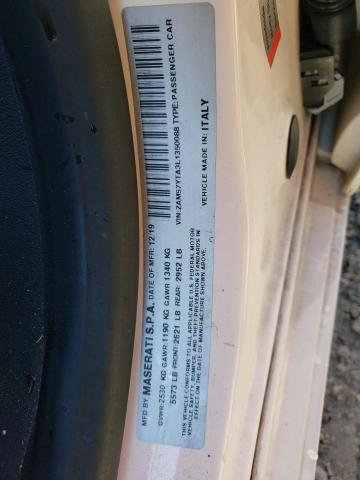 MFD BY MASERATI S.P.A. DATE OF MFR: 12.19
GVWR:2530 KG GAWR:1190 KG GAWR 1340 KG
5573 LB FRONT:2621 LB REAR: 2952 LB
THIS VEHICLE CONFORMS TO ALL APPLICABLE U.S. FEDERAL MOTOR
VEHICLE SAFETY, BUMPER, AND THEFT PREVENTION STANDARDS IN
EFFECT ON THE DATE OF MANUFACTURE SHOWN ABOVE.
VIN:ZAM57YTA3L1350088 TYPE:PASSENGER CAR
VEHICLE MADE IN: ITALY